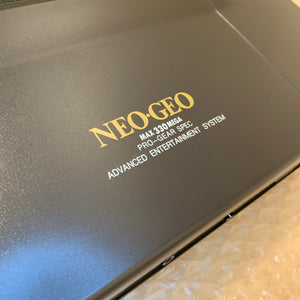 NEO·GEO
MAX 330 MEGA
PRO-GEAR SPEC
ADVANCED ENTERTAINMENT SYSTEM